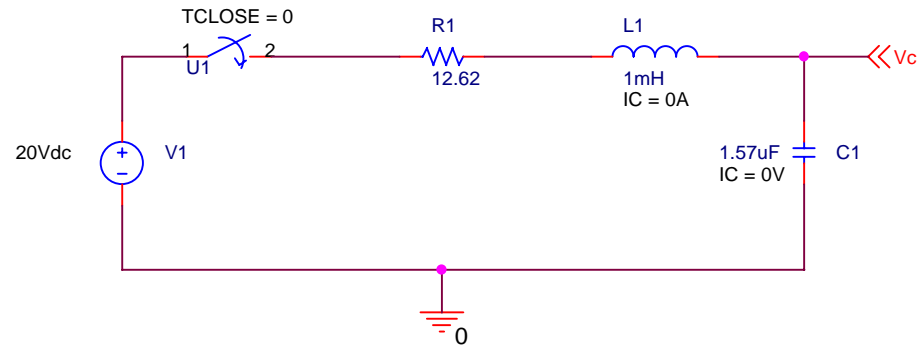 TCLOSE = 0
1 2
U1
R1
12.62
L1
1mH
IC = 0A
Vc
20Vdc
V1
1.57uF
IC = 0V
C1
0